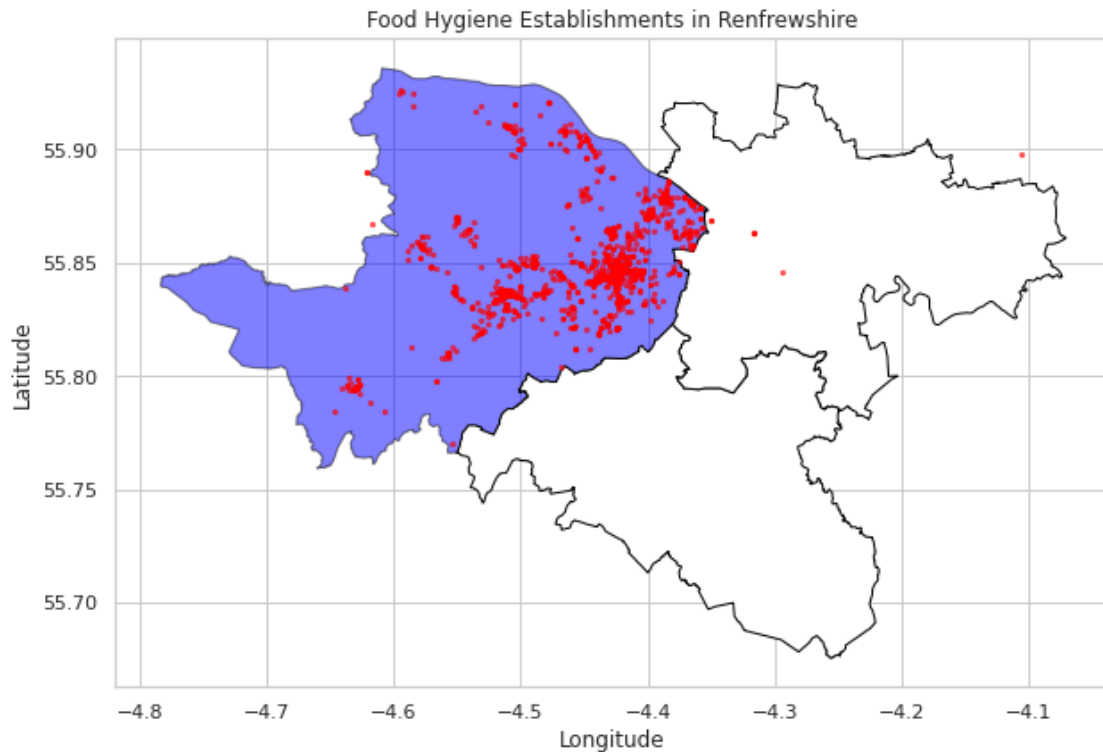 Food Hygiene Establishments in Renfrewshire
55.90
55.85
55.80
55.75
55.70
Latitude
−4.8 −4.7 −4.6 −4.5 −4.4 −4.3 −4.2 −4.1
Longitude